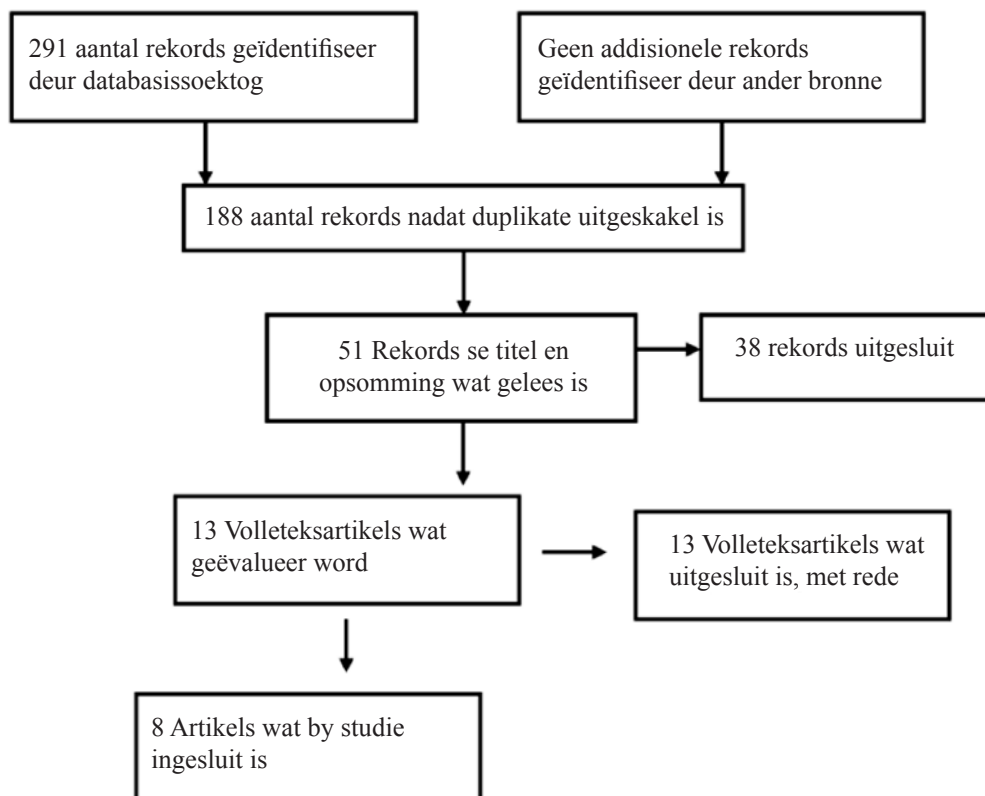 291 aantal rekords geïdentifiseer
deur databasissoektog
Geen addisionele rekords
geïdentifiseer deur ander bronne
188 aantal rekords nadat duplikate uitgeskakel is
51 Rekords se titel en
opsomming wat gelees is
38 rekords uitgesluit
13 Volleteksartikels wat
geëvalueer word
13 Volleteksartikels wat
uitgesluit is, met rede
8 Artikels wat by studie
ingesluit is